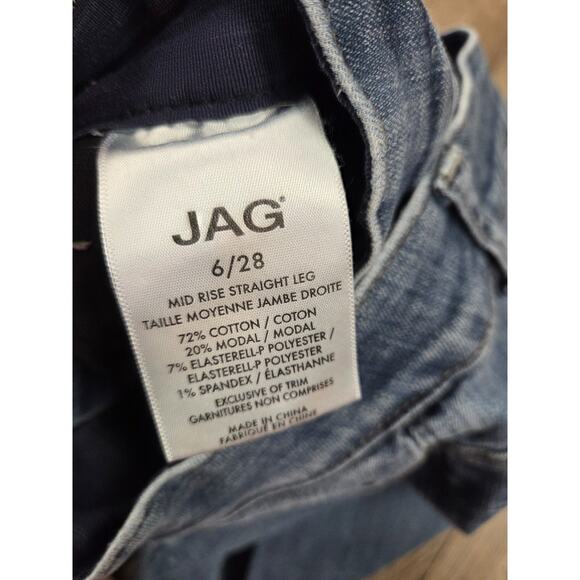 JAG®
6/28
MID RISE STRAIGHT LEG
TAILLE MOYENNE JAMBE DROITE
72% COTTON / COTON
20% MODAL / MODAL
7% ELASTERELL-P POLYESTER /
ELASTERELL-P POLYESTER
1% SPANDEX / ÉLASTHANNE
EXCLUSIVE OF TRIM
GARNITURES NON COMPRISES
MADE IN CHINA
FABRIQUÉ EN CHINE